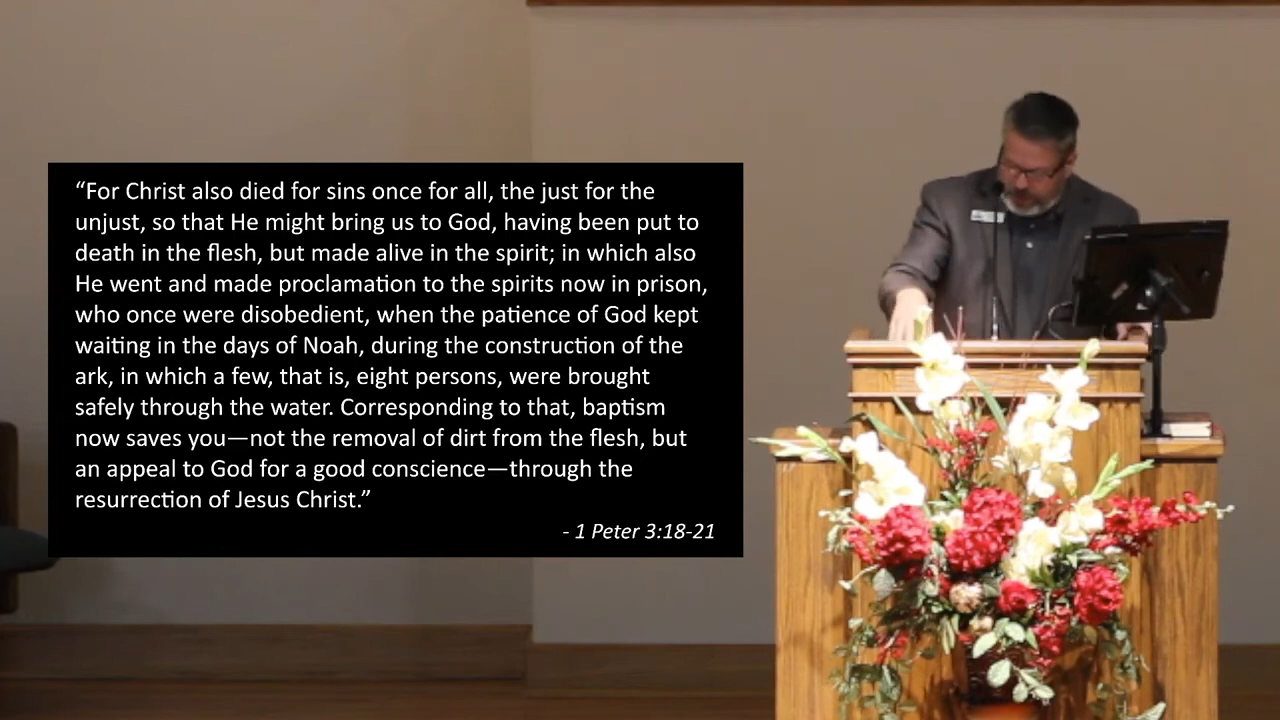 “For Christ also died for sins once for all, the just for the
unjust, so that He might bring us to God, having been put to
death in the flesh, but made alive in the spirit; in which also
He went and made proclamation to the spirits now in prison,
who once were disobedient, when the patience of God kept
waiting in the days of Noah, during the construction of the
ark, in which a few, that is, eight persons, were brought
safely through the water. Corresponding to that, baptism
now saves you—not the removal of dirt from the flesh, but
an appeal to God for a good conscience—through the
resurrection of Jesus Christ.”
- 1 Peter 3:18-21